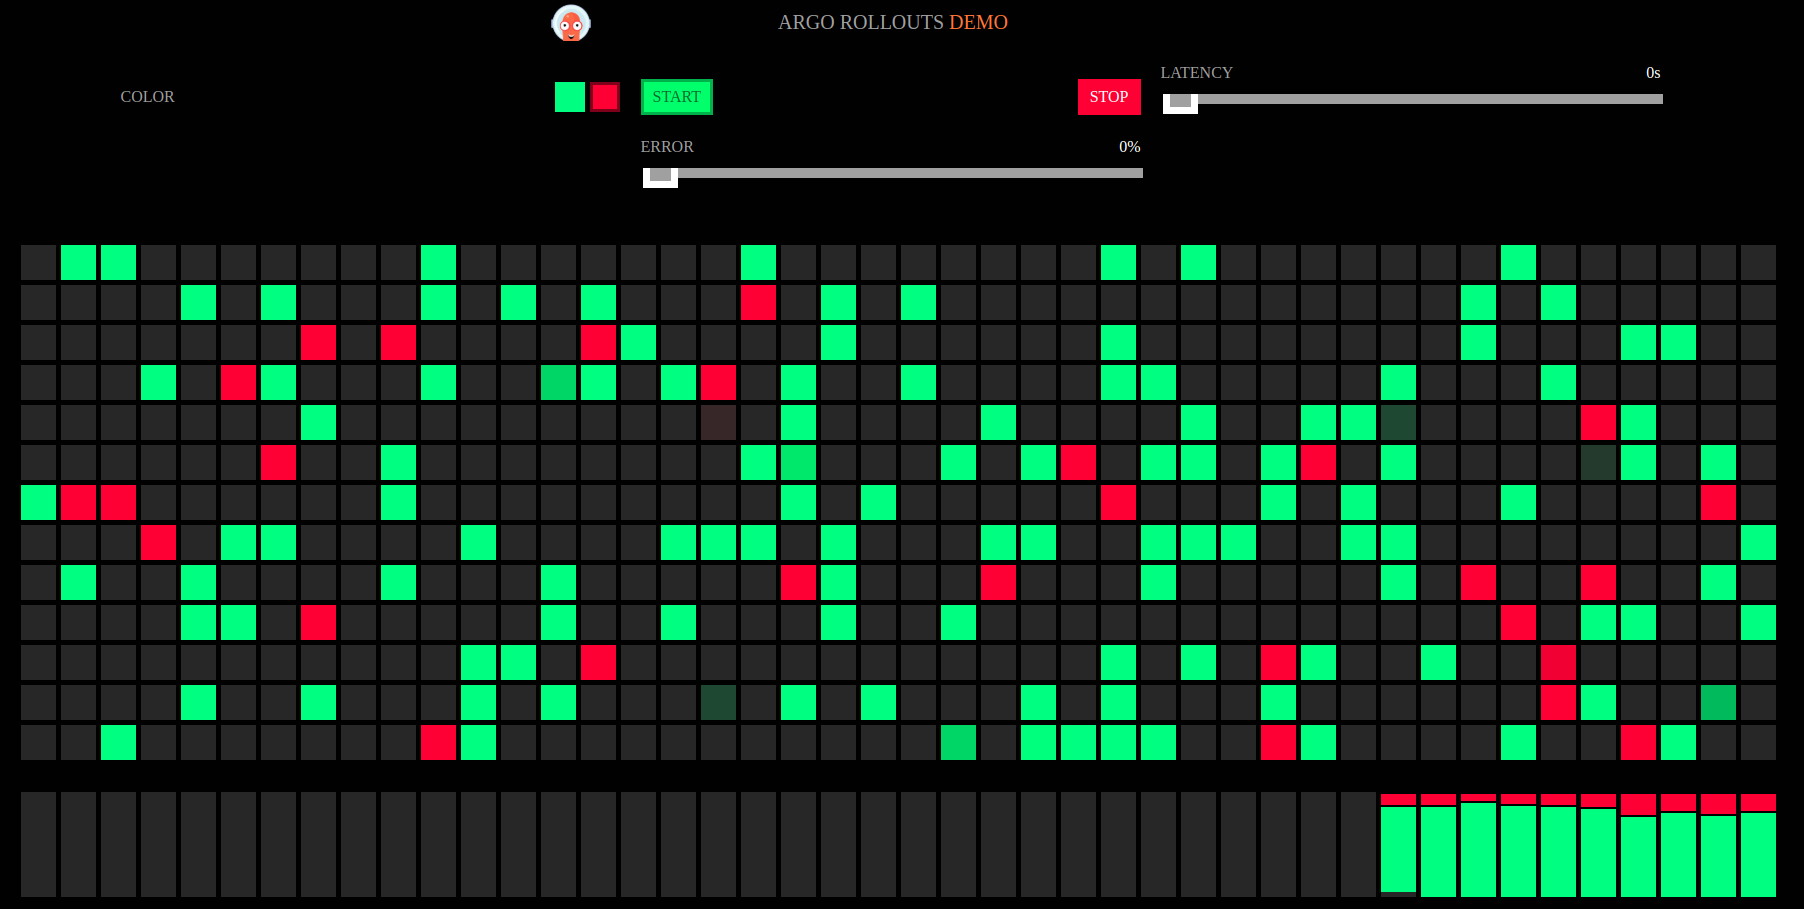 ARGO ROLLOUTS DEMO
COLOR
START
STOP
LATENCY 0s
ERROR 0%